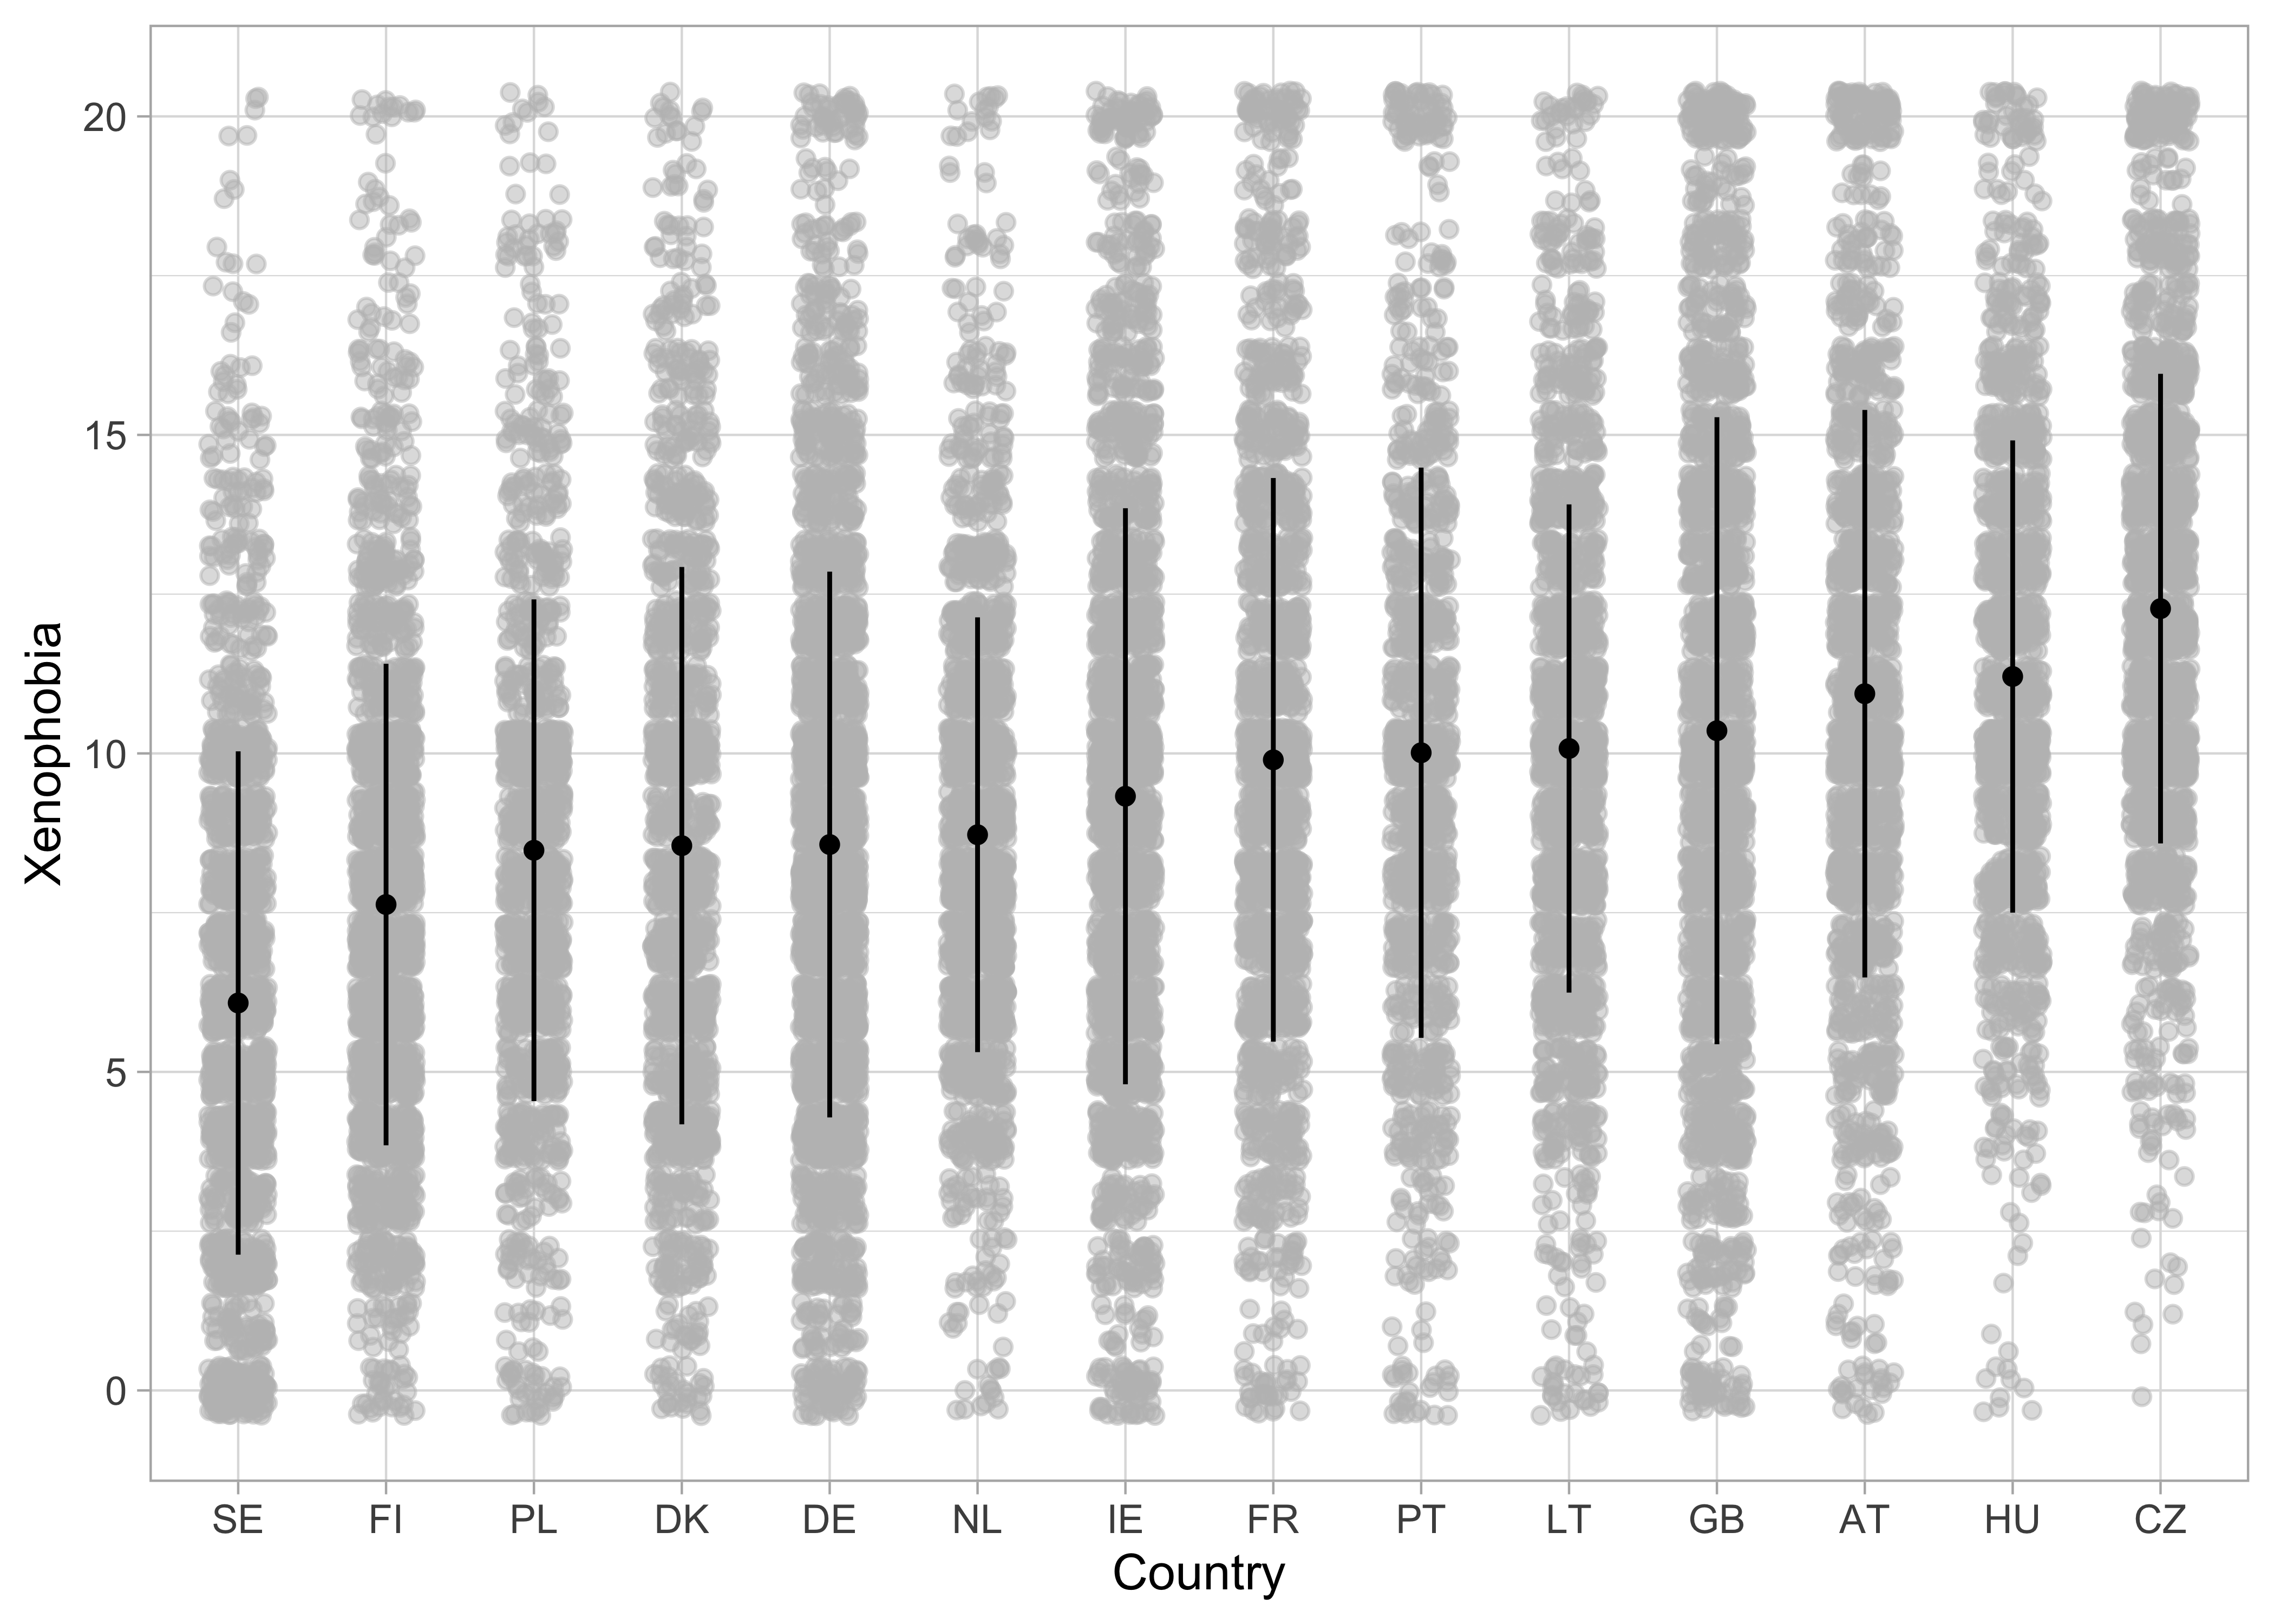 Xenophobia
20
15
10
5
0
SE FI PL DK DE NL IE FR PT LT GB AT HU CZ
Country